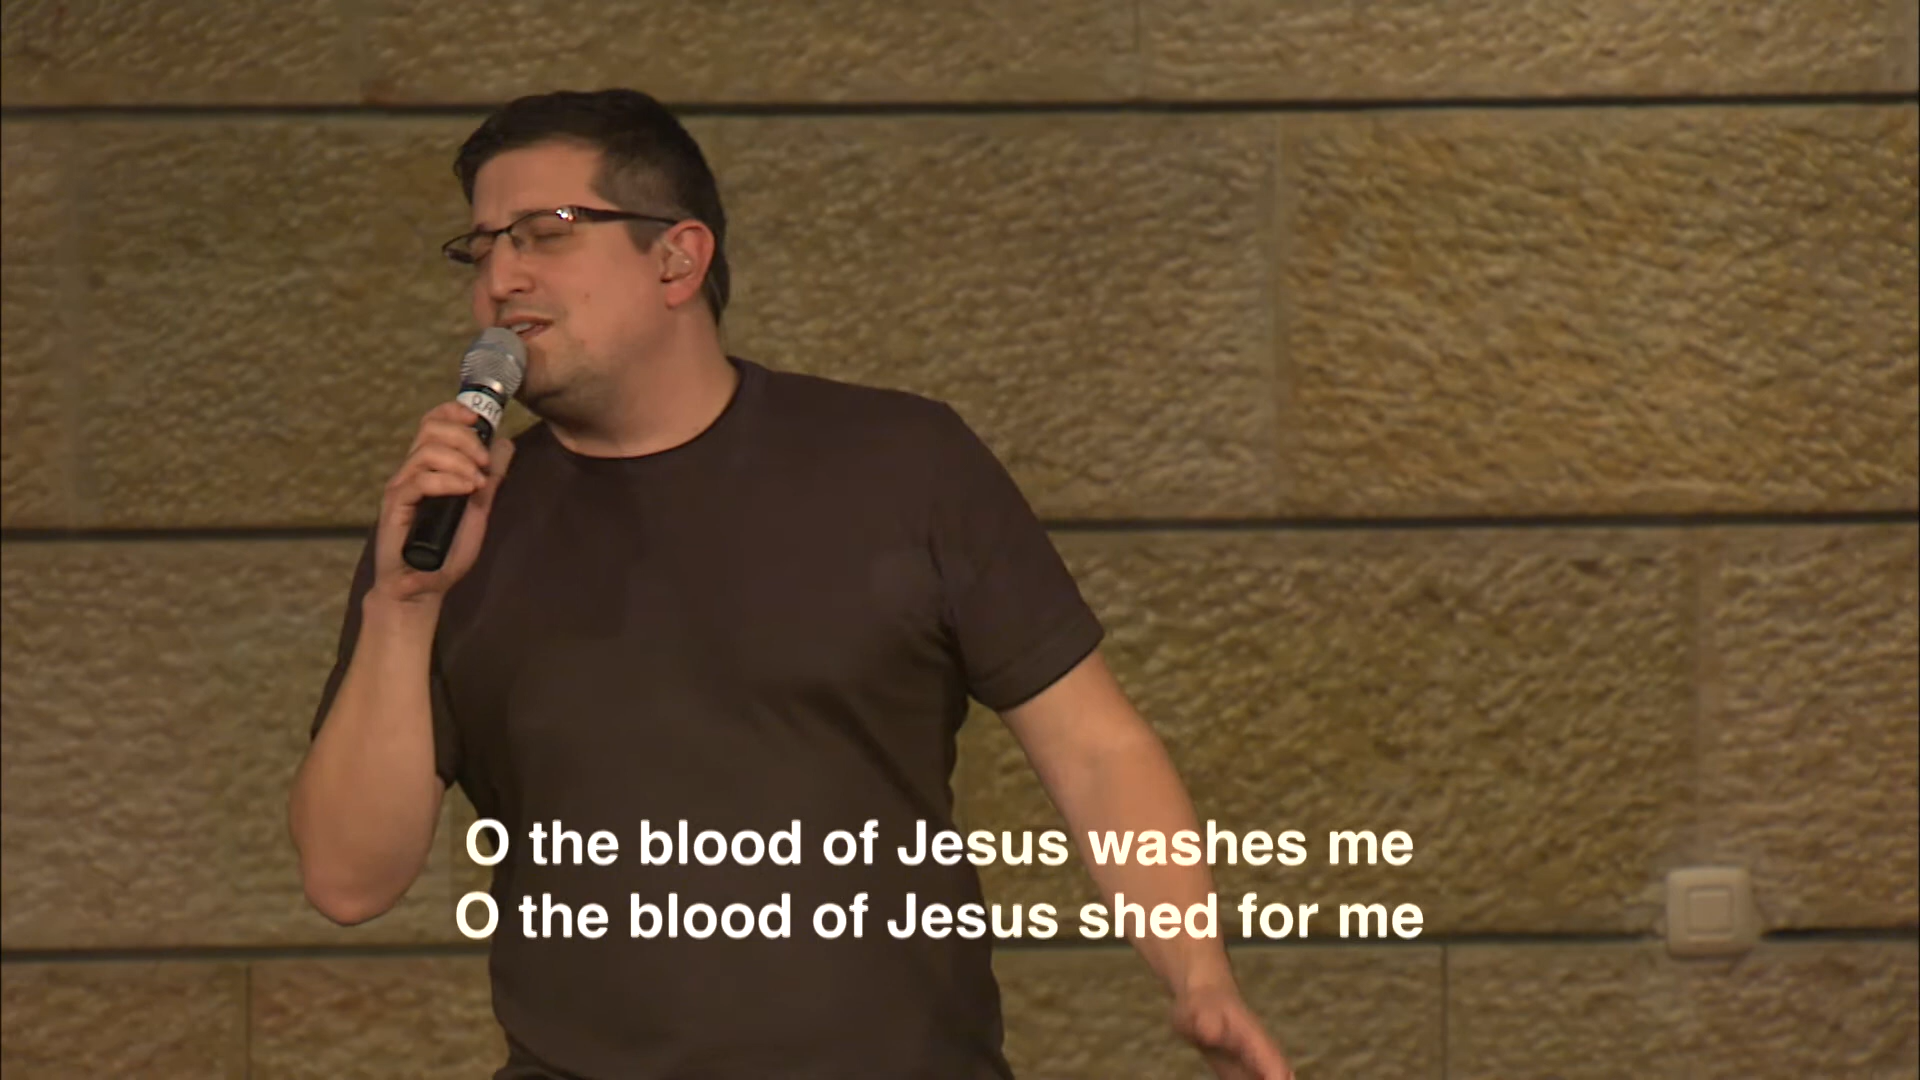 O the blood of Jesus washes me
O the blood of Jesus shed for me